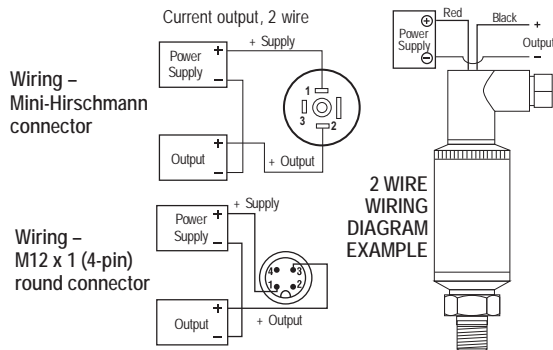 Current output, 2 wire
Wiring –
Mini-Hirschmann
connector
Power
Supply
+
–
+ Supply
1
3
2
Output
+
–
+ Output
Wiring –
M12 x 1 (4-pin)
round connector
Power
Supply
+
–
+ Supply
4
3
1
2
Output
+
–
+ Output
Power
Supply
+
–
Red
Black
+
Output
–
2 WIRE
WIRING
DIAGRAM
EXAMPLE